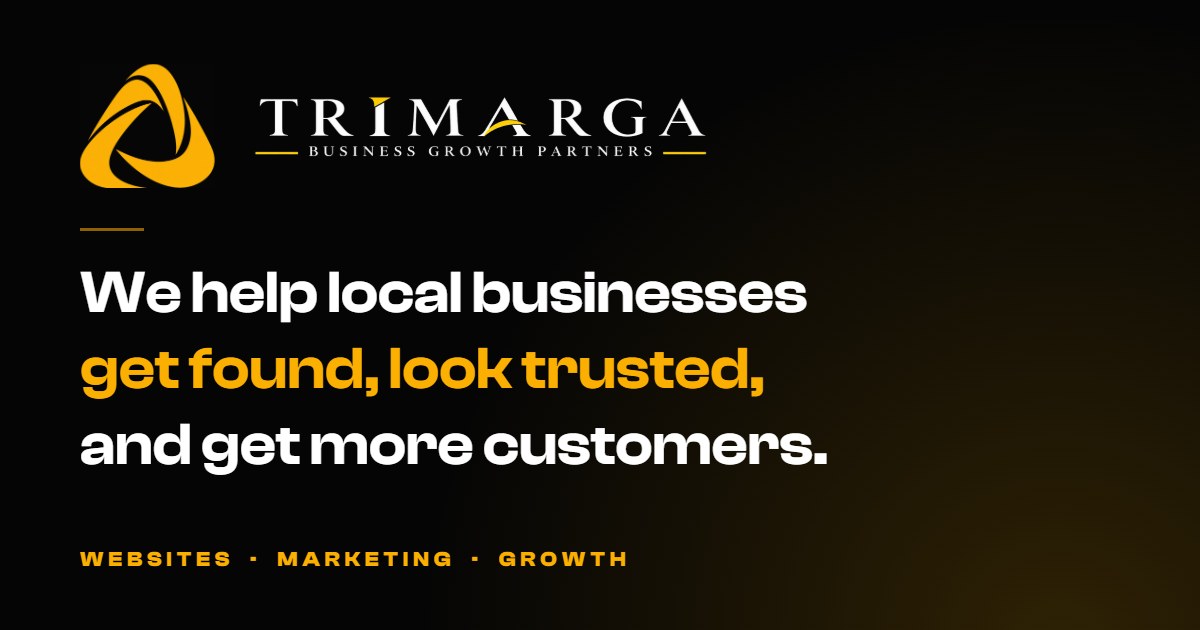 TRIMARGA
BUSINESS GROWTH PARTNERS
We help local businesses
get found, look trusted,
and get more customers.
WEBSITES · MARKETING · GROWTH